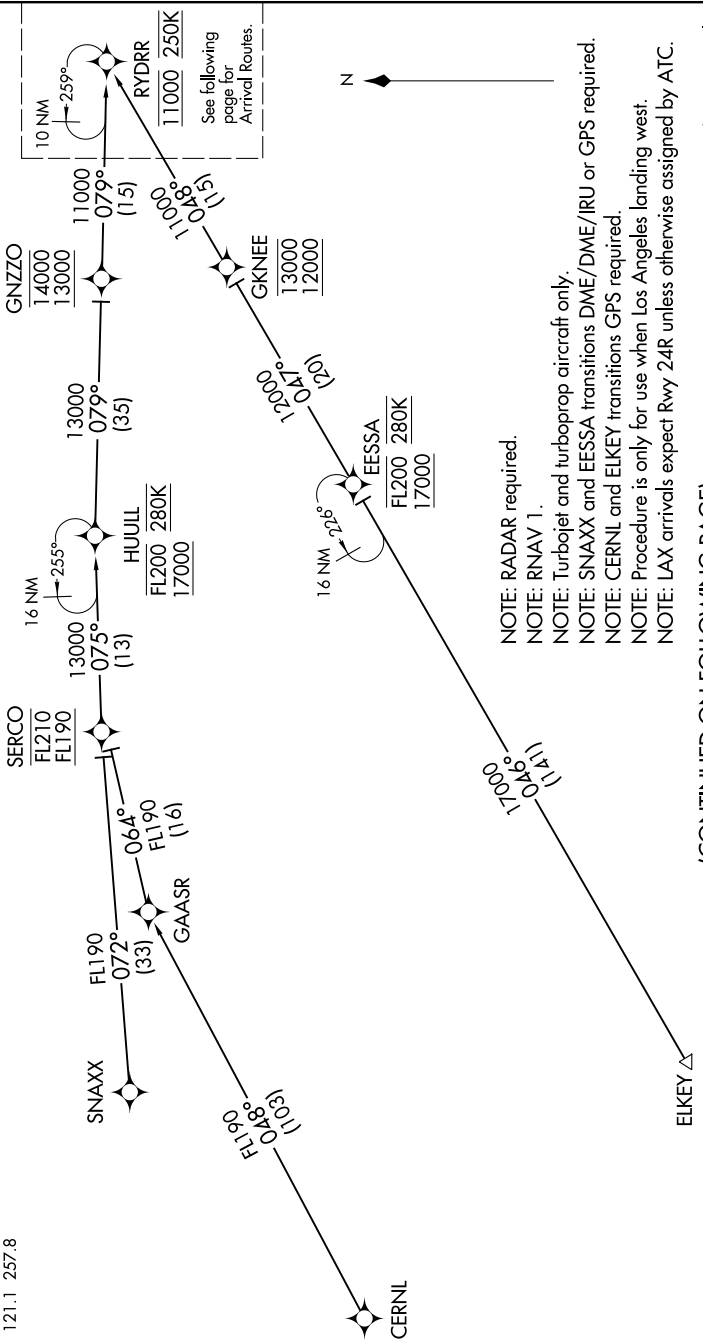 121.1 257.8
SNAXX
FL190
072°
(33)
CERNL
FL190
048°
(103)
GAASR
064°
FL190
(16)
SERCO
FL210
FL190
13000
075°
(13)
16 NM
255°
HUULL
FL200 280K
17000
13000
079°
(35)
GNZZO
14000
13000
11000
079°
(15)
10 NM
259°
RYDRR
11000 250K
See following
page for
Arrival Routes.
ELKEY
17000
046°
(141)
16 NM
226°
EESSA
FL200 280K
17000
12000
047°
(20)
GKNEE
13000
12000
11000
048°
(15)
N
NOTE: RADAR required.
NOTE: RNAV 1.
NOTE: Turbojet and turboprop aircraft only.
NOTE: SNAXX and EESSA transitions DME/DME/IRU or GPS required.
NOTE: CERNL and ELKEY transitions GPS required.
NOTE: Procedure is only for use when Los Angeles landing west.
NOTE: LAX arrivals expect Rwy 24R unless otherwise assigned by ATC.
(CONTINUED ON FOLLOWING PAGE)